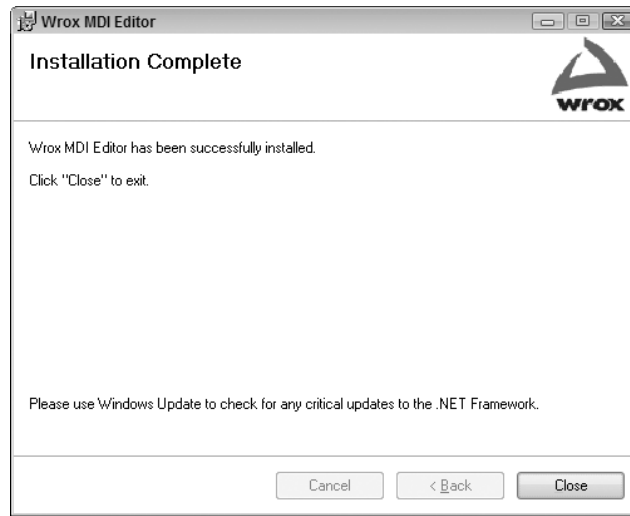 Wrox MDI Editor
Installation Complete
wrox
Wrox MDI Editor has been successfully installed.
Click "Close" to exit.
Please use Windows Update to check for any critical updates to the .NET Framework.
Cancel
< Back
Close